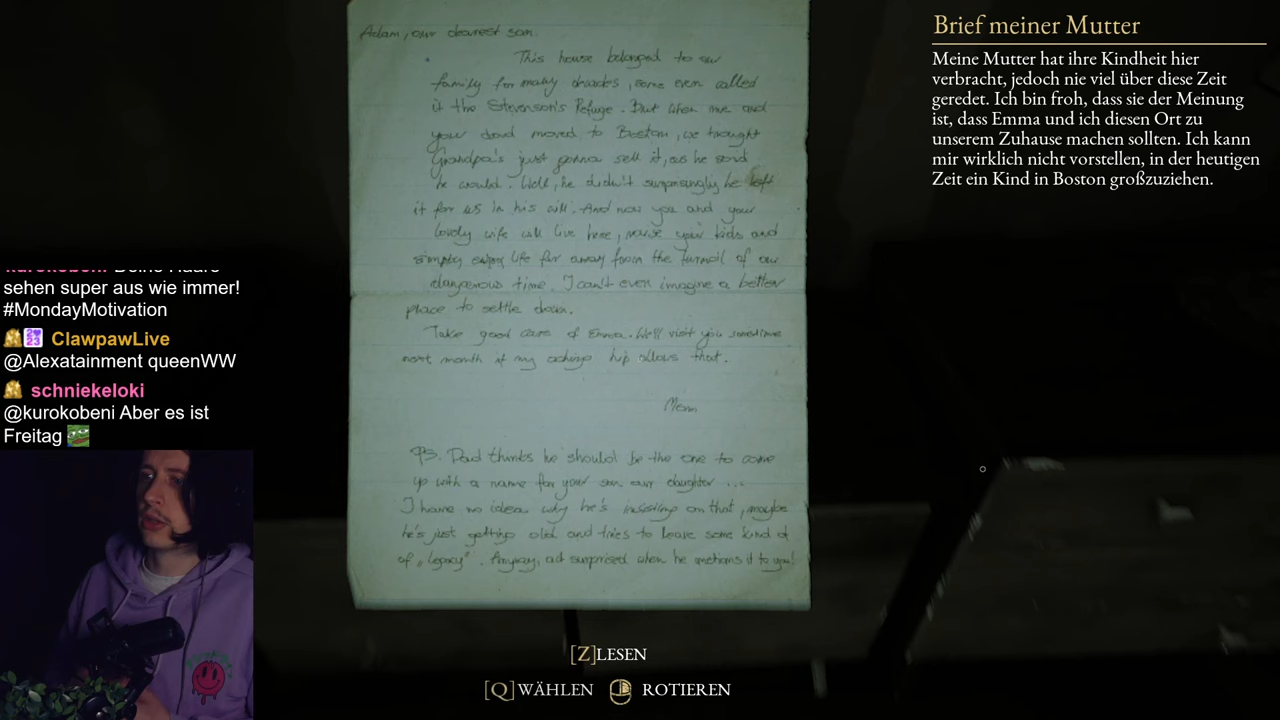 Adam, our dearest son.
This house belonged to our
family for many decades, some even called
it the Stevenson's Refuge. But when me and
your dad moved to Boston, we thought
Grandpa's just gonna sell it, as he said
he would. Well, he didn't surprisingly he left
it for us in his will. And now you and your
lovely wife will live here, raise your kids and
simply enjoy life far away from the turmoil of our
dangerous time. I can't even imagine a better
place to settle down.
Take good care of Emma. We'll visit you sometime
next month if my aching hip allows that.
Mom
PS. Dad thinks he should be the one to come
up with a name for your son our daughter ...
I have no idea why he's insisting on that, maybe
he's just getting old and tries to leave some kind of
of „legacy". Anyway, act surprised when he mentions it to you!
Brief meiner Mutter
Meine Mutter hat ihre Kindheit hier
verbracht, jedoch nie viel über diese Zeit
geredet. Ich bin froh, dass sie der Meinung
ist, dass Emma und ich diesen Ort zu
unserem Zuhause machen sollten. Ich kann
mir wirklich nicht vorstellen, in der heutigen
Zeit ein Kind in Boston großzuziehen.
kurokobeni Deine Haare
sehen super aus wie immer!
#MondayMotivation
ClawpawLive
@Alexatainment queenWW
schniekeloki
@kurokobeni Aber es ist
Freitag
[Z]LESEN
[Q]WÄHLEN ROTIEREN